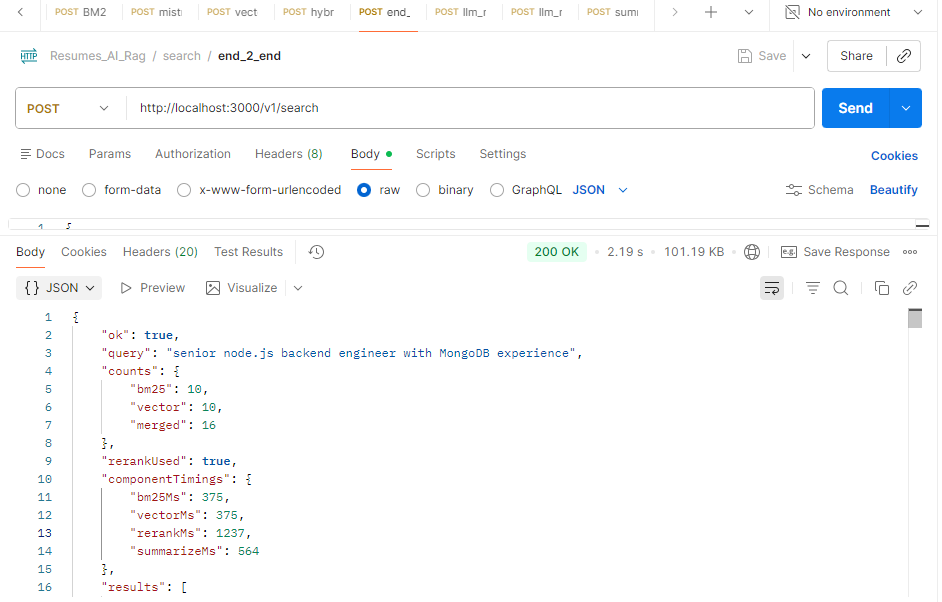 POST BM2 POST mist POST vect POST hybr POST end_ POST llm_r POST llm_r POST sum No environment
HTTP Resumes_AI_Rag / search / end_2_end Save Share
POST http://localhost:3000/v1/search Send
Docs Params Authorization Headers (8) Body Scripts Settings Cookies
none form-data x-www-form-urlencoded raw binary GraphQL JSON Schema Beautify
1 {
Body Cookies Headers (20) Test Results 200 OK • 2.19 s • 101.19 KB e.g. Save Response
{} JSON Preview Visualize
1 {
2 "ok": true,
3 "query": "senior node.js backend engineer with MongoDB experience",
4 "counts": {
5 "bm25": 10,
6 "vector": 10,
7 "merged": 16
8 },
9 "rerankUsed": true,
10 "componentTimings": {
11 "bm25Ms": 375,
12 "vectorMs": 375,
13 "rerankMs": 1237,
14 "summarizeMs": 564
15 },
16 "results": [